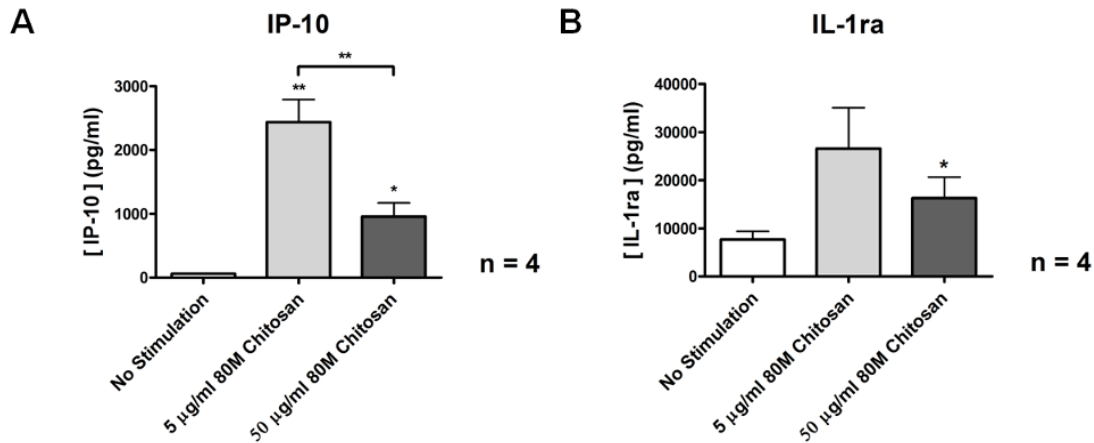 A
IP-10
**
**
*
[ IP-10 ] (pg/ml)
3000
2000
1000
0
No Stimulation
5 μg/ml 80M Chitosan
50 μg/ml 80M Chitosan
n = 4
B
IL-1ra
*
[ IL-1ra ] (pg/ml)
40000
30000
20000
10000
0
No Stimulation
5 μg/ml 80M Chitosan
50 μg/ml 80M Chitosan
n = 4